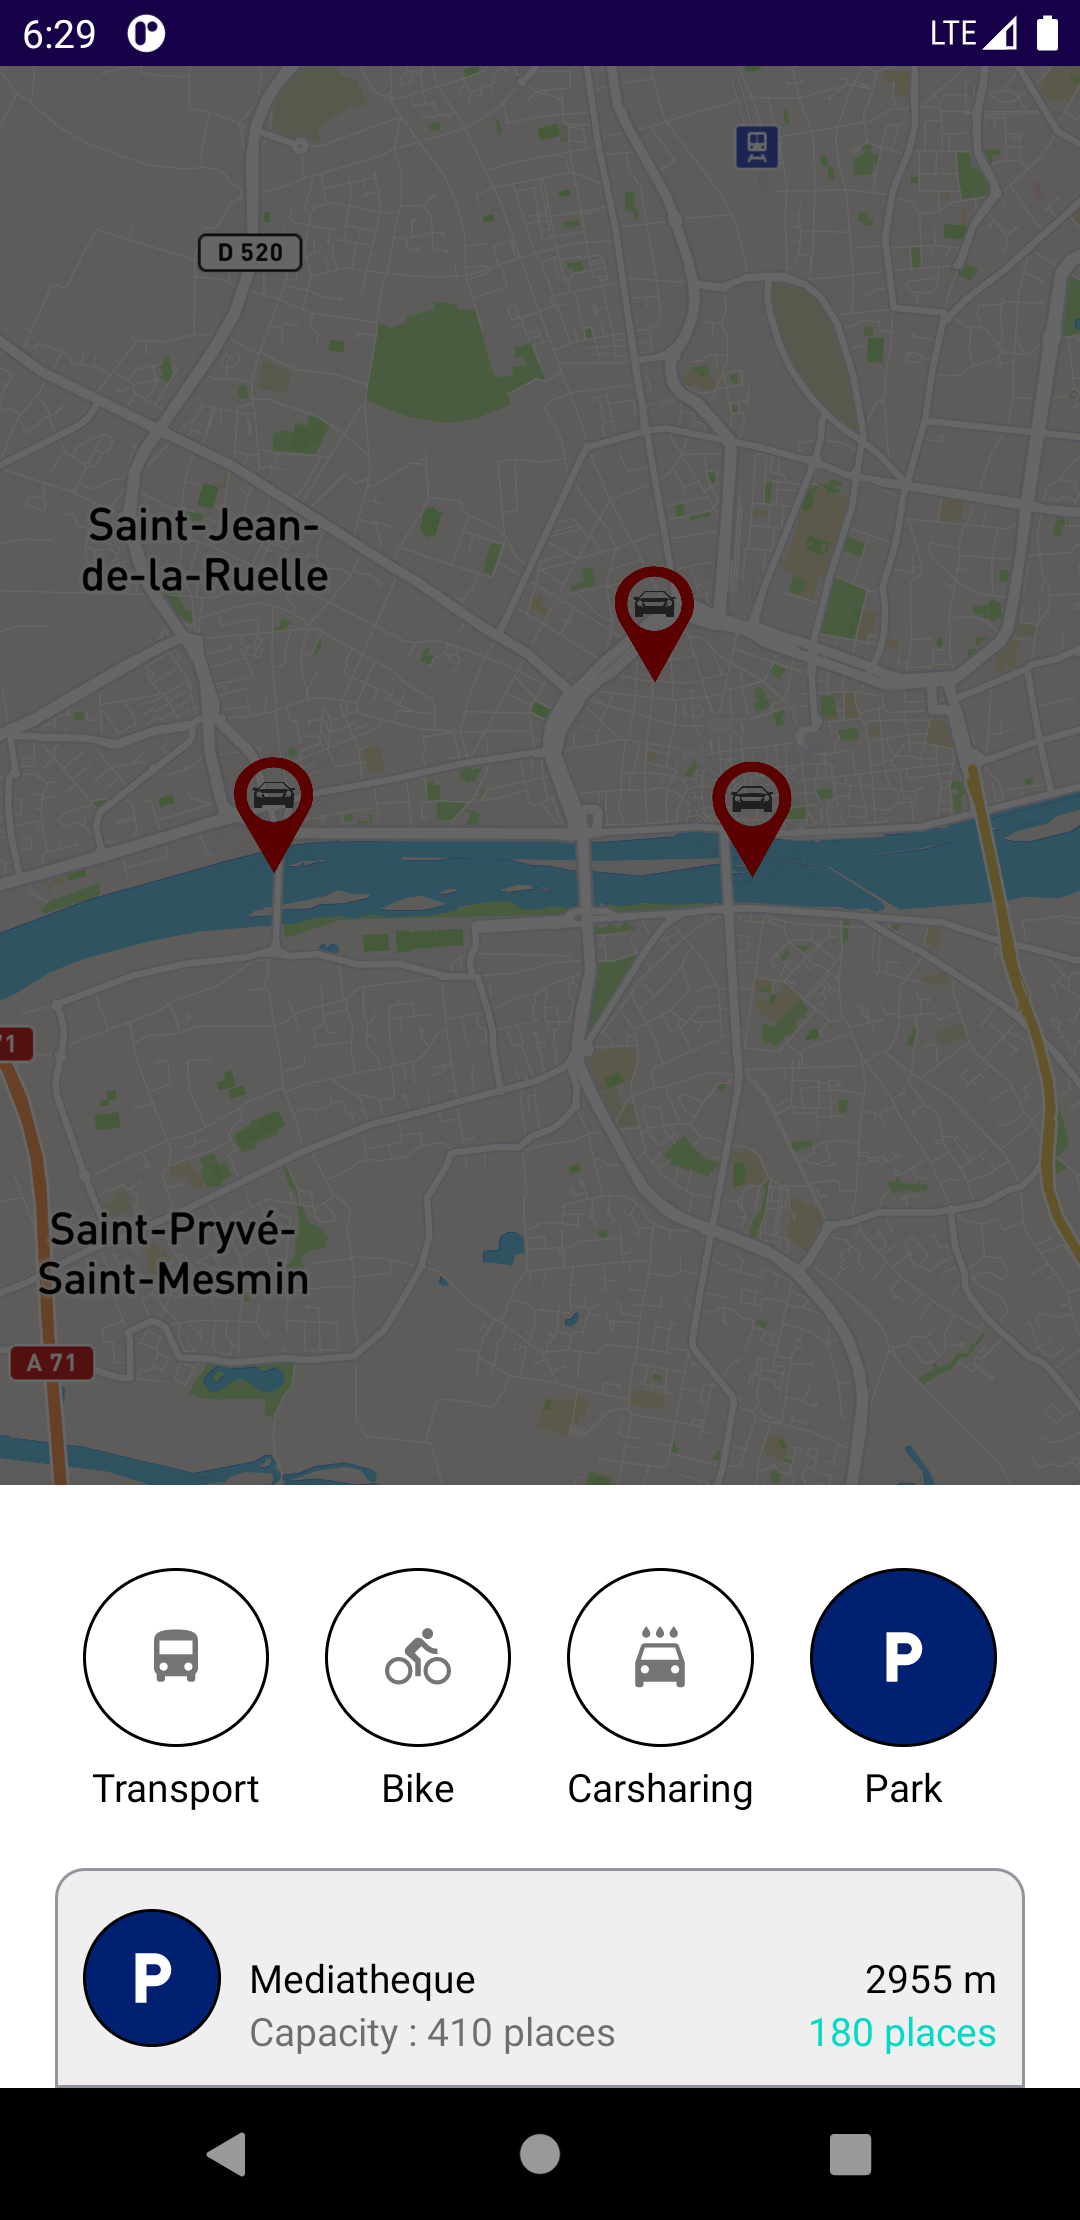 6:29
LTE
D 520
Saint-Jean-
de-la-Ruelle
71
Saint-Pryvé-
Saint-Mesmin
A 71
P
Transport
Bike
Carsharing
Park
P
Mediatheque
2955 m
Capacity : 410 places
180 places